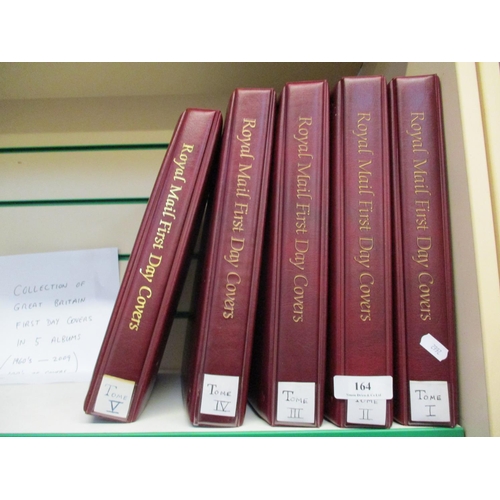 COLLECTION OF
GREAT BRITAIN
FIRST DAY COVERS
IN 5 ALBUMS
Royal Mail First Day Covers
TOME
V
Royal Mail First Day Covers
TOME
IV
Royal Mail First Day Covers
TOME
III
Royal Mail First Day Covers
164
TOME
II
Royal Mail First Day Covers
TOME
I